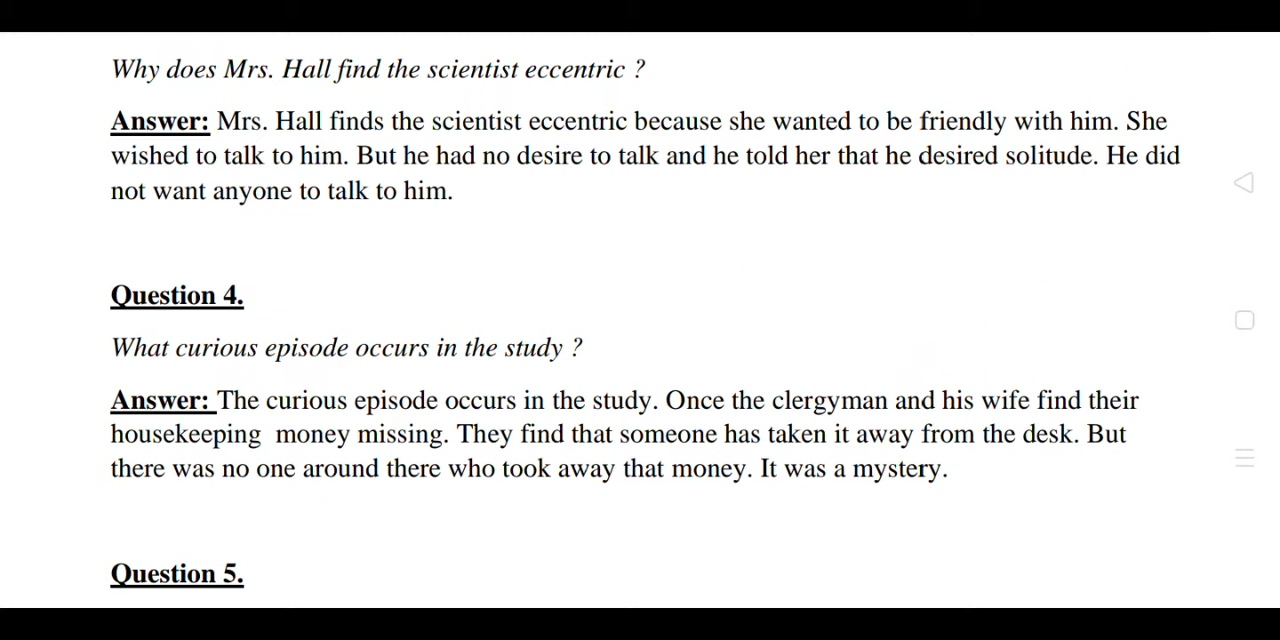 Why does Mrs. Hall find the scientist eccentric ?
Answer: Mrs. Hall finds the scientist eccentric because she wanted to be friendly with him. She
wished to talk to him. But he had no desire to talk and he told her that he desired solitude. He did
not want anyone to talk to him.
Question 4.
What curious episode occurs in the study ?
Answer: The curious episode occurs in the study. Once the clergyman and his wife find their
housekeeping  money missing. They find that someone has taken it away from the desk. But
there was no one around there who took away that money. It was a mystery.
Question 5.